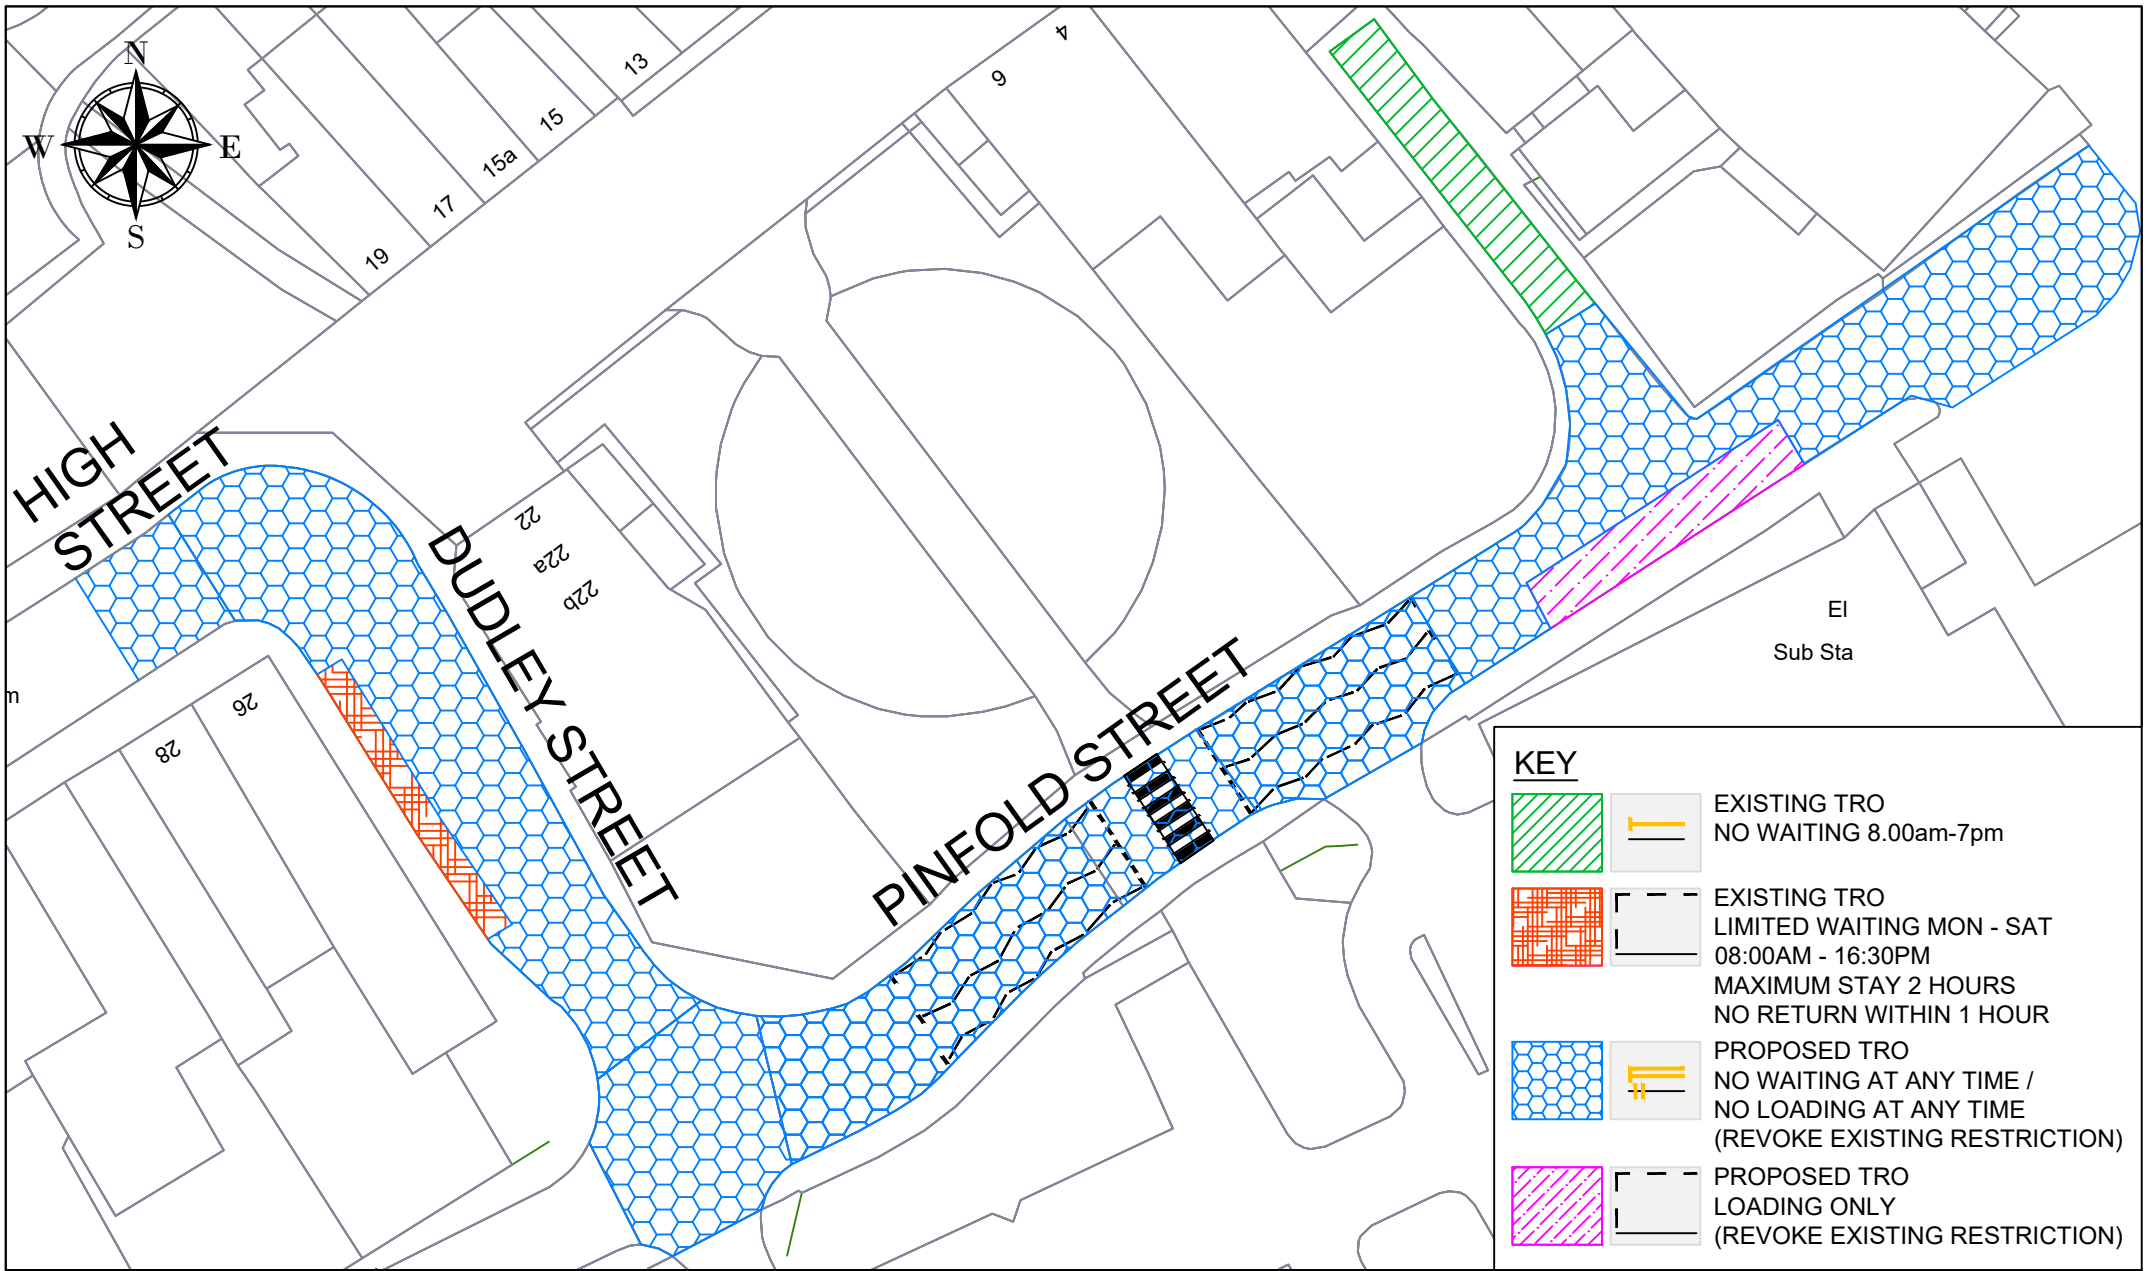 N
W
E
S
13
15
15a
17
19
4
6
HIGH
STREET
22
22a
22b
DUDLEY STREET
PINFOLD STREET
26
28
m
El
Sub Sta
KEY
EXISTING TRO
NO WAITING 8.00am-7pm
EXISTING TRO
LIMITED WAITING MON - SAT
08:00AM - 16:30PM
MAXIMUM STAY 2 HOURS
NO RETURN WITHIN 1 HOUR
PROPOSED TRO
NO WAITING AT ANY TIME /
NO LOADING AT ANY TIME
(REVOKE EXISTING RESTRICTION)
PROPOSED TRO
LOADING ONLY
(REVOKE EXISTING RESTRICTION)